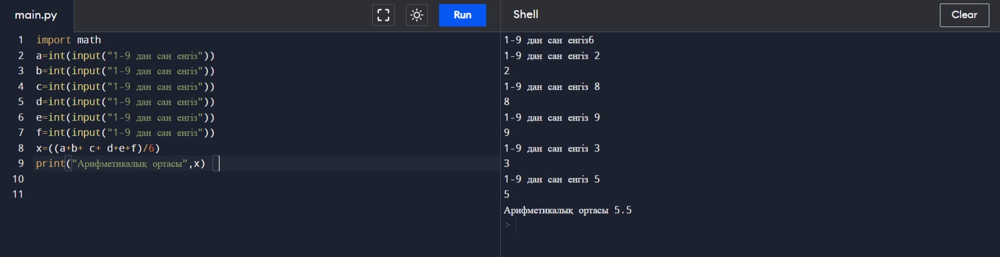 main.py
Run
Shell
Clear
1 import math
2 a=int(input("1-9 дан сан енгіз"))
3 b=int(input("1-9 дан сан енгіз"))
4 c=int(input("1-9 дан сан енгіз"))
5 d=int(input("1-9 дан сан енгіз"))
6 e=int(input("1-9 дан сан енгіз"))
7 f=int(input("1-9 дан сан енгіз"))
8 x=((a+b+ c+ d+e+f)/6)
9 print("Арифметикалық ортасы",x)
10
11
1-9 дан сан енгіз6
1-9 дан сан енгіз 2
2
1-9 дан сан енгіз 8
8
1-9 дан сан енгіз 9
9
1-9 дан сан енгіз 3
3
1-9 дан сан енгіз 5
5
Арифметикалық ортасы 5.5
>